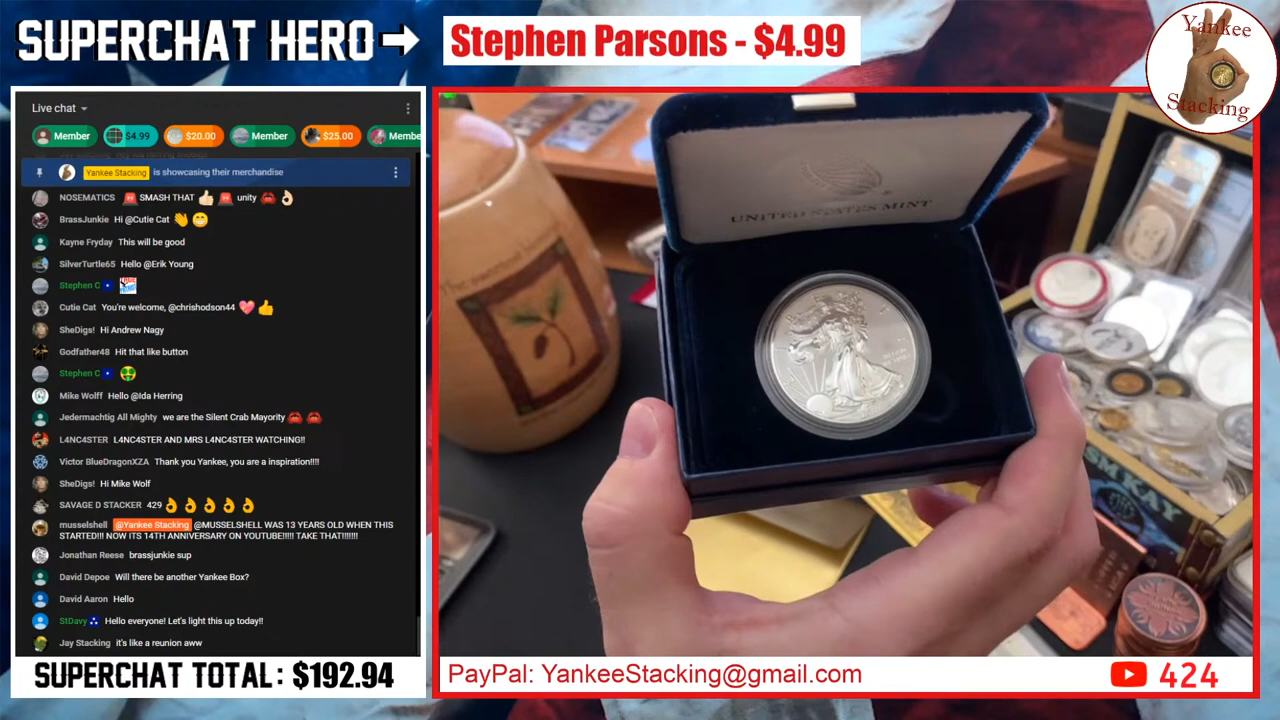 SUPERCHAT HERO
Stephen Parsons - $4.99
Yankee
Stacking
Live chat
Member $4.99 $20.00 Member $25.00 Membe
Yankee Stacking is showcasing their merchandise
NOSEMATICS 🚨 SMASH THAT 👍🏻 🚨 unity 🦀 👌🏻
BrassJunkie Hi @Cutie Cat 👋 😁
Kayne Fryday This will be good
SilverTurtle65 Hello @Erik Young
Stephen C
Cutie Cat You're welcome, @chrishodson44 💖 👍
SheDigs! Hi Andrew Nagy
Godfather48 Hit that like button
Stephen C 🤑
Mike Wolff Hello @Ida Herring
Jedermachtig All Mighty we are the Silent Crab Mayority 🦀 🦀
L4NC4STER L4NC4STER AND MRS L4NC4STER WATCHING!!
Victor BlueDragonXZA Thank you Yankee, you are a inspiration!!!!
SheDigs! Hi Mike Wolf
SAVAGE D STACKER 429 👌 👌 👌 👌 👌
musselshell @Yankee Stacking @MUSSELSHELL WAS 13 YEARS OLD WHEN THIS
STARTED!!! NOW ITS 14TH ANNIVERSARY ON YOUTUBE!!!!! TAKE THAT!!!!!!!
Jonathan Reese brassjunkie sup
David Depoe Will there be another Yankee Box?
David Aaron Hello
StDavy Hello everyone! Let's light this up today!!
Jay Stacking it's like a reunion aww
SUPERCHAT TOTAL: $192.94
UNITED STATES MINT
PayPal: YankeeStacking@gmail.com
424